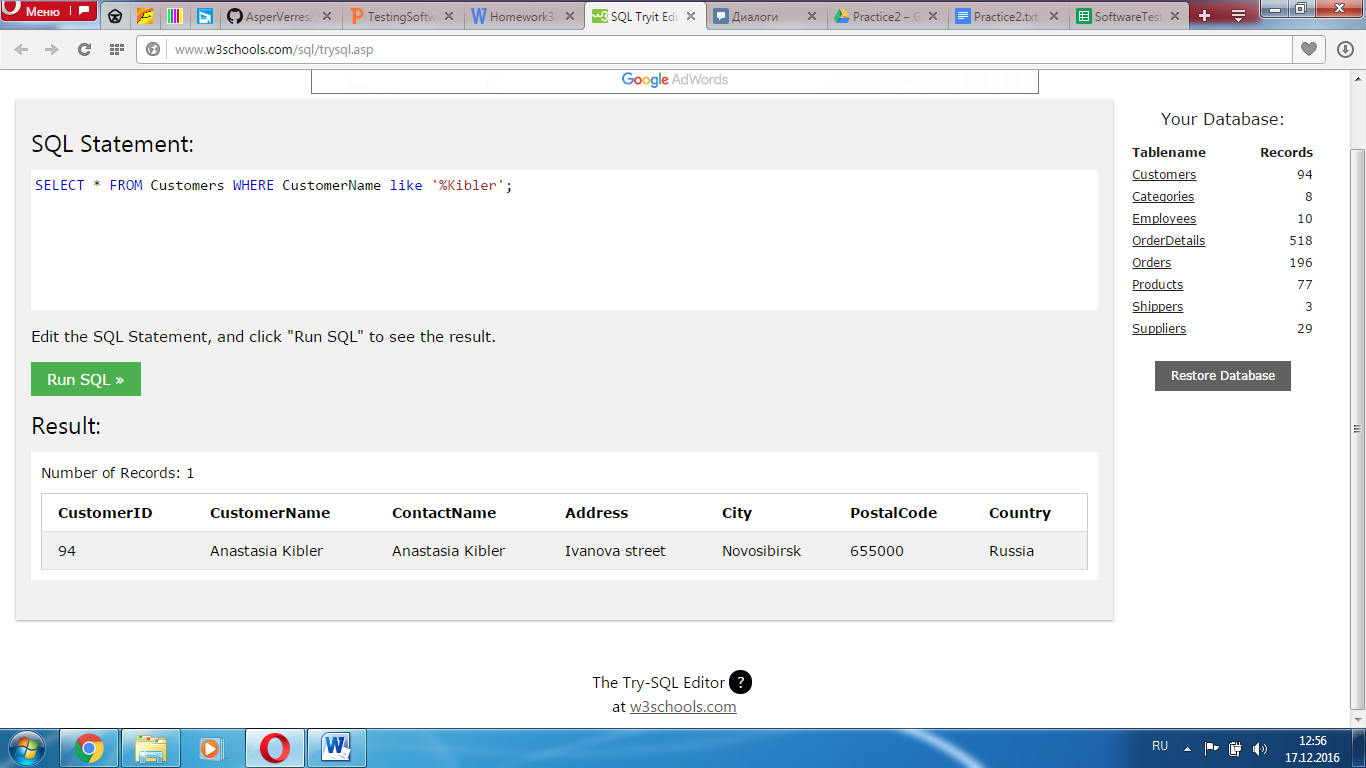 Меню
AsperVerres/
TestingSoftw
Homework3
SQL Tryit Edi
Диалоги
Practice2 – G
Practice2.txt
SoftwareTest
www.w3schools.com/sql/trysql.asp
Google AdWords
SQL Statement:
SELECT * FROM Customers WHERE CustomerName like '%Kibler';
Edit the SQL Statement, and click "Run SQL" to see the result.
Run SQL »
Result:
Number of Records: 1
CustomerID CustomerName ContactName Address City PostalCode Country
94 Anastasia Kibler Anastasia Kibler Ivanova street Novosibirsk 655000 Russia
Your Database:
Tablename Records
Customers 94
Categories 8
Employees 10
OrderDetails 518
Orders 196
Products 77
Shippers 3
Suppliers 29
Restore Database
The Try-SQL Editor ?
at w3schools.com
RU
12:56
17.12.2016